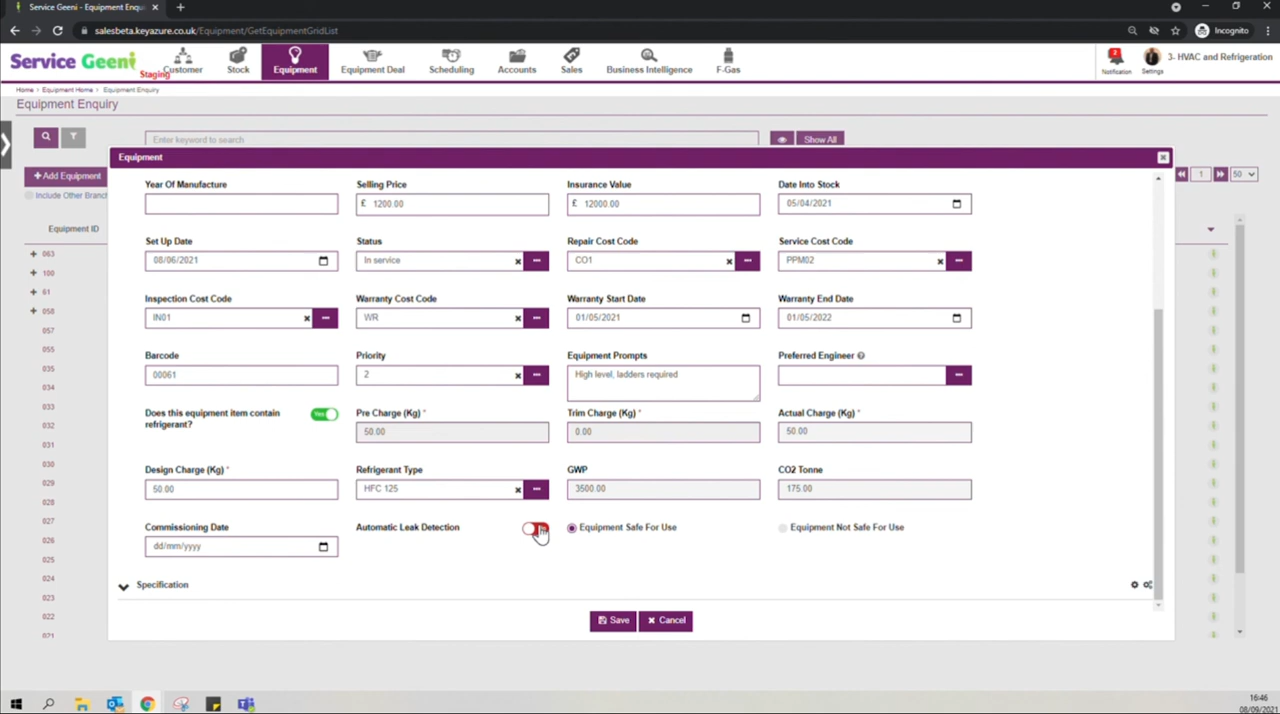 Service Geeni - Equipment Enqui
salesbeta.keyazure.co.uk/Equipment/GetEquipmentGridList
Incognito
Service Geeni
Staging
Customer
Stock
Equipment
Equipment Deal
Scheduling
Accounts
Sales
Business Intelligence
F-Gas
2
Notification
Settings
3- HVAC and Refrigeration
Home › Equipment Home › Equipment Enquiry
Equipment Enquiry
Enter keyword to search
Show All
Add Equipment
Include Other Branch
1
50
Equipment ID
063
100
61
058
057
055
035
034
033
032
031
030
029
028
027
026
025
024
023
022
021
Equipment
Year Of Manufacture
Selling Price
Insurance Value
Date Into Stock
£ 1200.00
£ 12000.00
05/04/2021
Set Up Date
Status
Repair Cost Code
Service Cost Code
08/06/2021
In service
CO1
PPM02
Inspection Cost Code
Warranty Cost Code
Warranty Start Date
Warranty End Date
IN01
WR
01/05/2021
01/05/2022
Barcode
Priority
Equipment Prompts
Preferred Engineer
00061
2
High level, ladders required
Does this equipment item contain
refrigerant?
Yes
Pre Charge (Kg) *
Trim Charge (Kg) *
Actual Charge (Kg) *
50.00
0.00
50.00
Design Charge (Kg) *
Refrigerant Type
GWP
CO2 Tonne
50.00
HFC 125
3500.00
175.00
Commissioning Date
Automatic Leak Detection
Equipment Safe For Use
Equipment Not Safe For Use
dd/mm/yyyy
Specification
Save
Cancel
16:46
08/09/2021